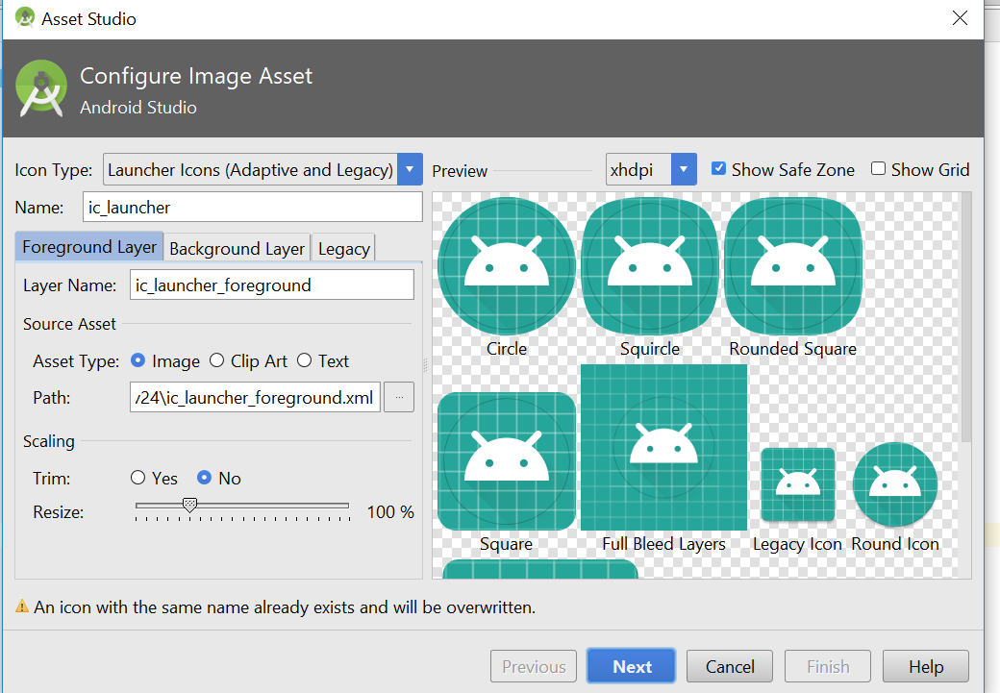 Asset Studio
Configure Image Asset
Android Studio
Icon Type: Launcher Icons (Adaptive and Legacy)
Name: ic_launcher
Foreground Layer Background Layer Legacy
Layer Name: ic_launcher_foreground
Source Asset
Asset Type: Image Clip Art Text
Path: /24\ic_launcher_foreground.xml ...
Scaling
Trim: Yes No
Resize: 100 %
Preview xhdpi Show Safe Zone Show Grid
Circle Squircle Rounded Square
Square Full Bleed Layers Legacy Icon Round Icon
An icon with the same name already exists and will be overwritten.
Previous Next Cancel Finish Help